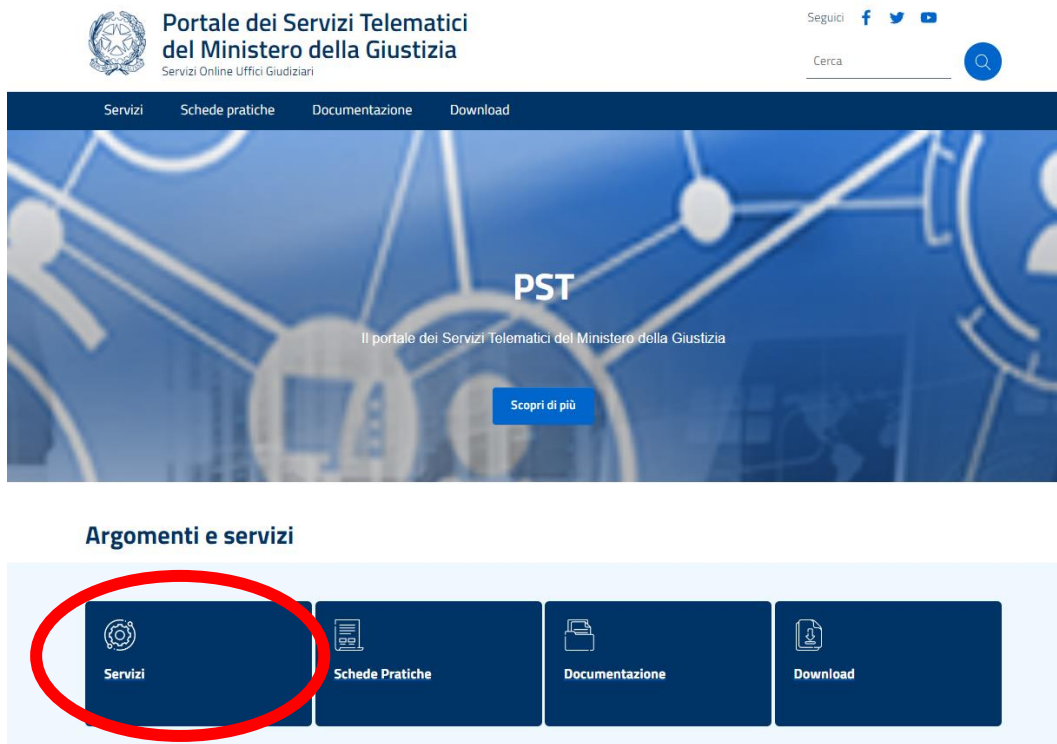 Portale dei Servizi Telematici
del Ministero della Giustizia
Servizi Online Uffici Giudiziari
Seguici
Cerca
Servizi Schede pratiche Documentazione Download
PST
Il portale dei Servizi Telematici del Ministero della Giustizia
Scopri di più
Argomenti e servizi
Servizi
Schede Pratiche
Documentazione
Download